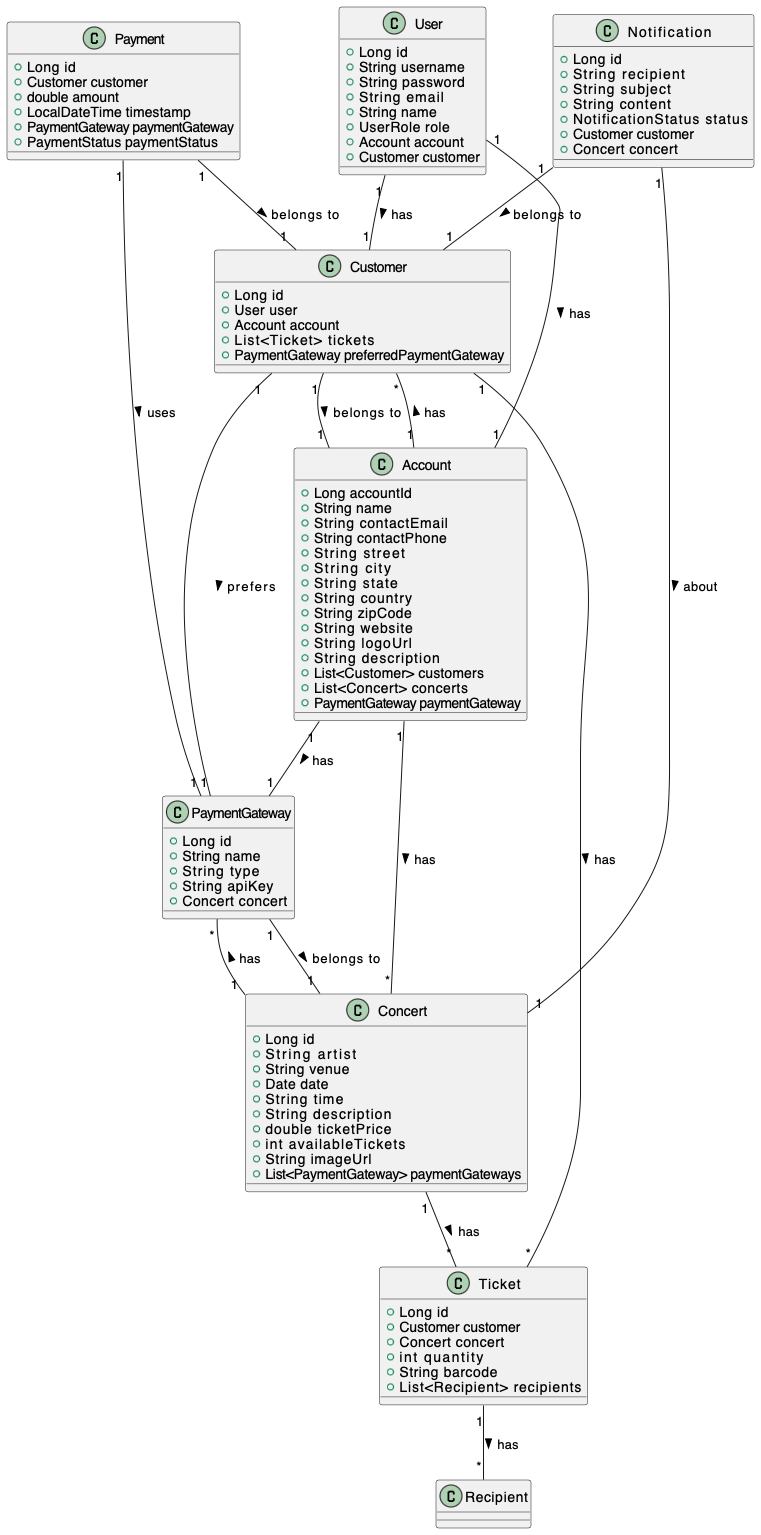 C Payment
Long id
Customer customer
double amount
LocalDateTime timestamp
PaymentGateway paymentGateway
PaymentStatus paymentStatus
C User
Long id
String username
String password
String email
String name
UserRole role
Account account
Customer customer
C Notification
Long id
String recipient
String subject
String content
NotificationStatus status
Customer customer
Concert concert
1
1
belongs to
1
1
has
1
1
belongs to
1
1
1
has
1
C Customer
Long id
User user
Account account
List<Ticket> tickets
PaymentGateway preferredPaymentGateway
uses
1
1
belongs to
1
*
has
1
1
1
C Account
Long accountId
String name
String contactEmail
String contactPhone
String street
String city
String state
String country
String zipCode
String website
String logoUrl
String description
List<Customer> customers
List<Concert> concerts
PaymentGateway paymentGateway
prefers
about
1
1
1
has
1
1
has
has
C PaymentGateway
Long id
String name
String type
String apiKey
Concert concert
*
has
1
1
belongs to
1
*
1
C Concert
Long id
String artist
String venue
Date date
String time
String description
double ticketPrice
int availableTickets
String imageUrl
List<PaymentGateway> paymentGateways
1
has
*
*
C Ticket
Long id
Customer customer
Concert concert
int quantity
String barcode
List<Recipient> recipients
1
has
*
C Recipient